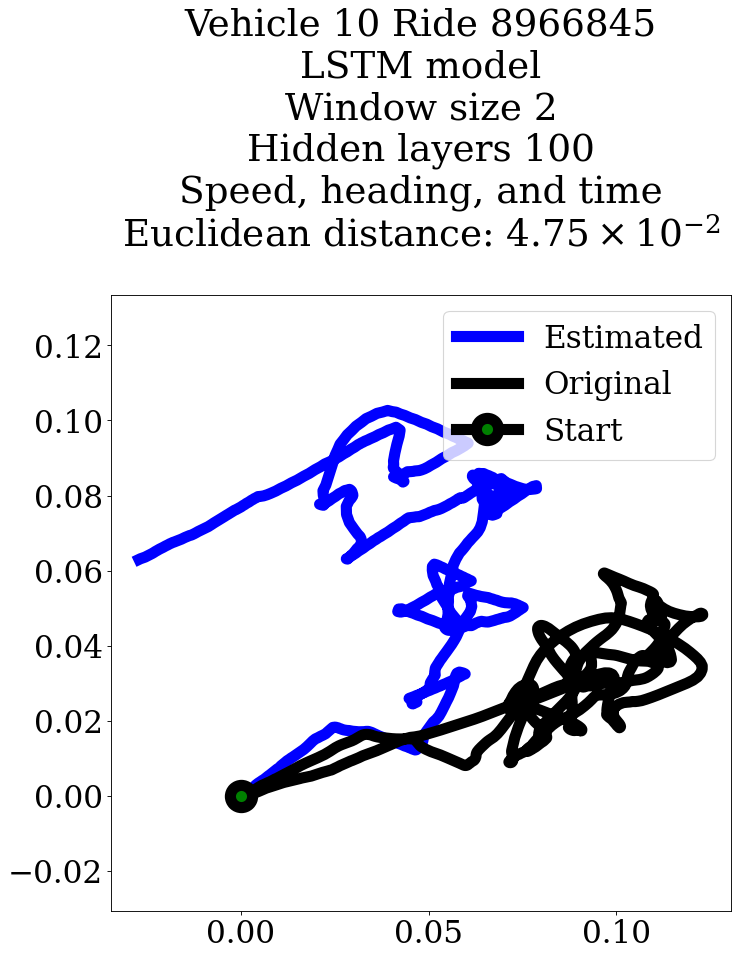 Vehicle 10 Ride 8966845
LSTM model
Window size 2
Hidden layers 100
Speed, heading, and time
Euclidean distance: 4.75 × 10⁻²
Estimated
Original
Start
0.12
0.10
0.08
0.06
0.04
0.02
0.00
−0.02
0.00 0.05 0.10